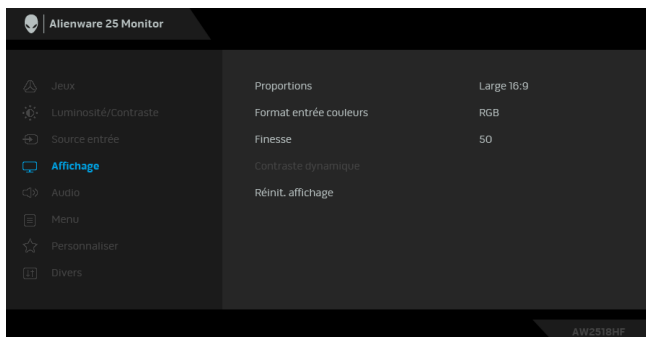 Alienware 25 Monitor
Jeux
Proportions Large 16:9
Luminosité/Contraste
Format entrée couleurs RGB
Source entrée
Finesse 50
Affichage
Contraste dynamique
Audio
Réinit. affichage
Menu
Personnaliser
Divers
AW2518HF